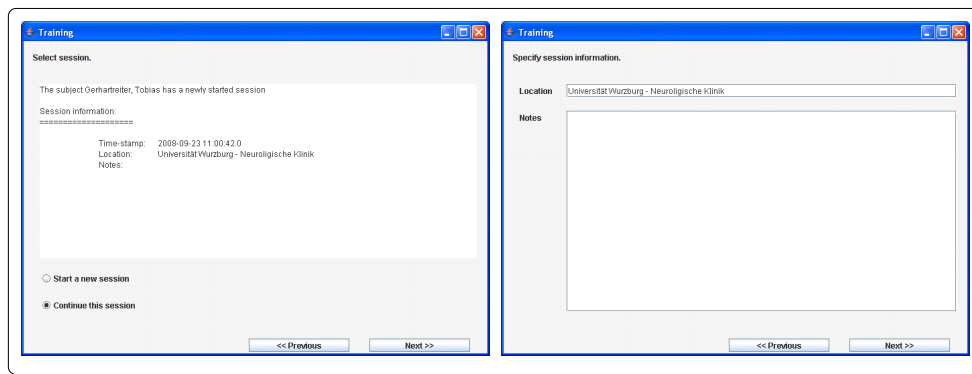 Training
Select session.
The subject Gerhartreiter, Tobias has a newly started session
Session information:
====================
Time-stamp: 2008-09-23 11:00:42.0
Location: Universität Wurzburg - Neuroligische Klinik
Notes:
Start a new session
Continue this session
<< Previous Next >>
Training
Specify session information.
Location Universität Wurzburg - Neuroligische Klinik
Notes
<< Previous Next >>